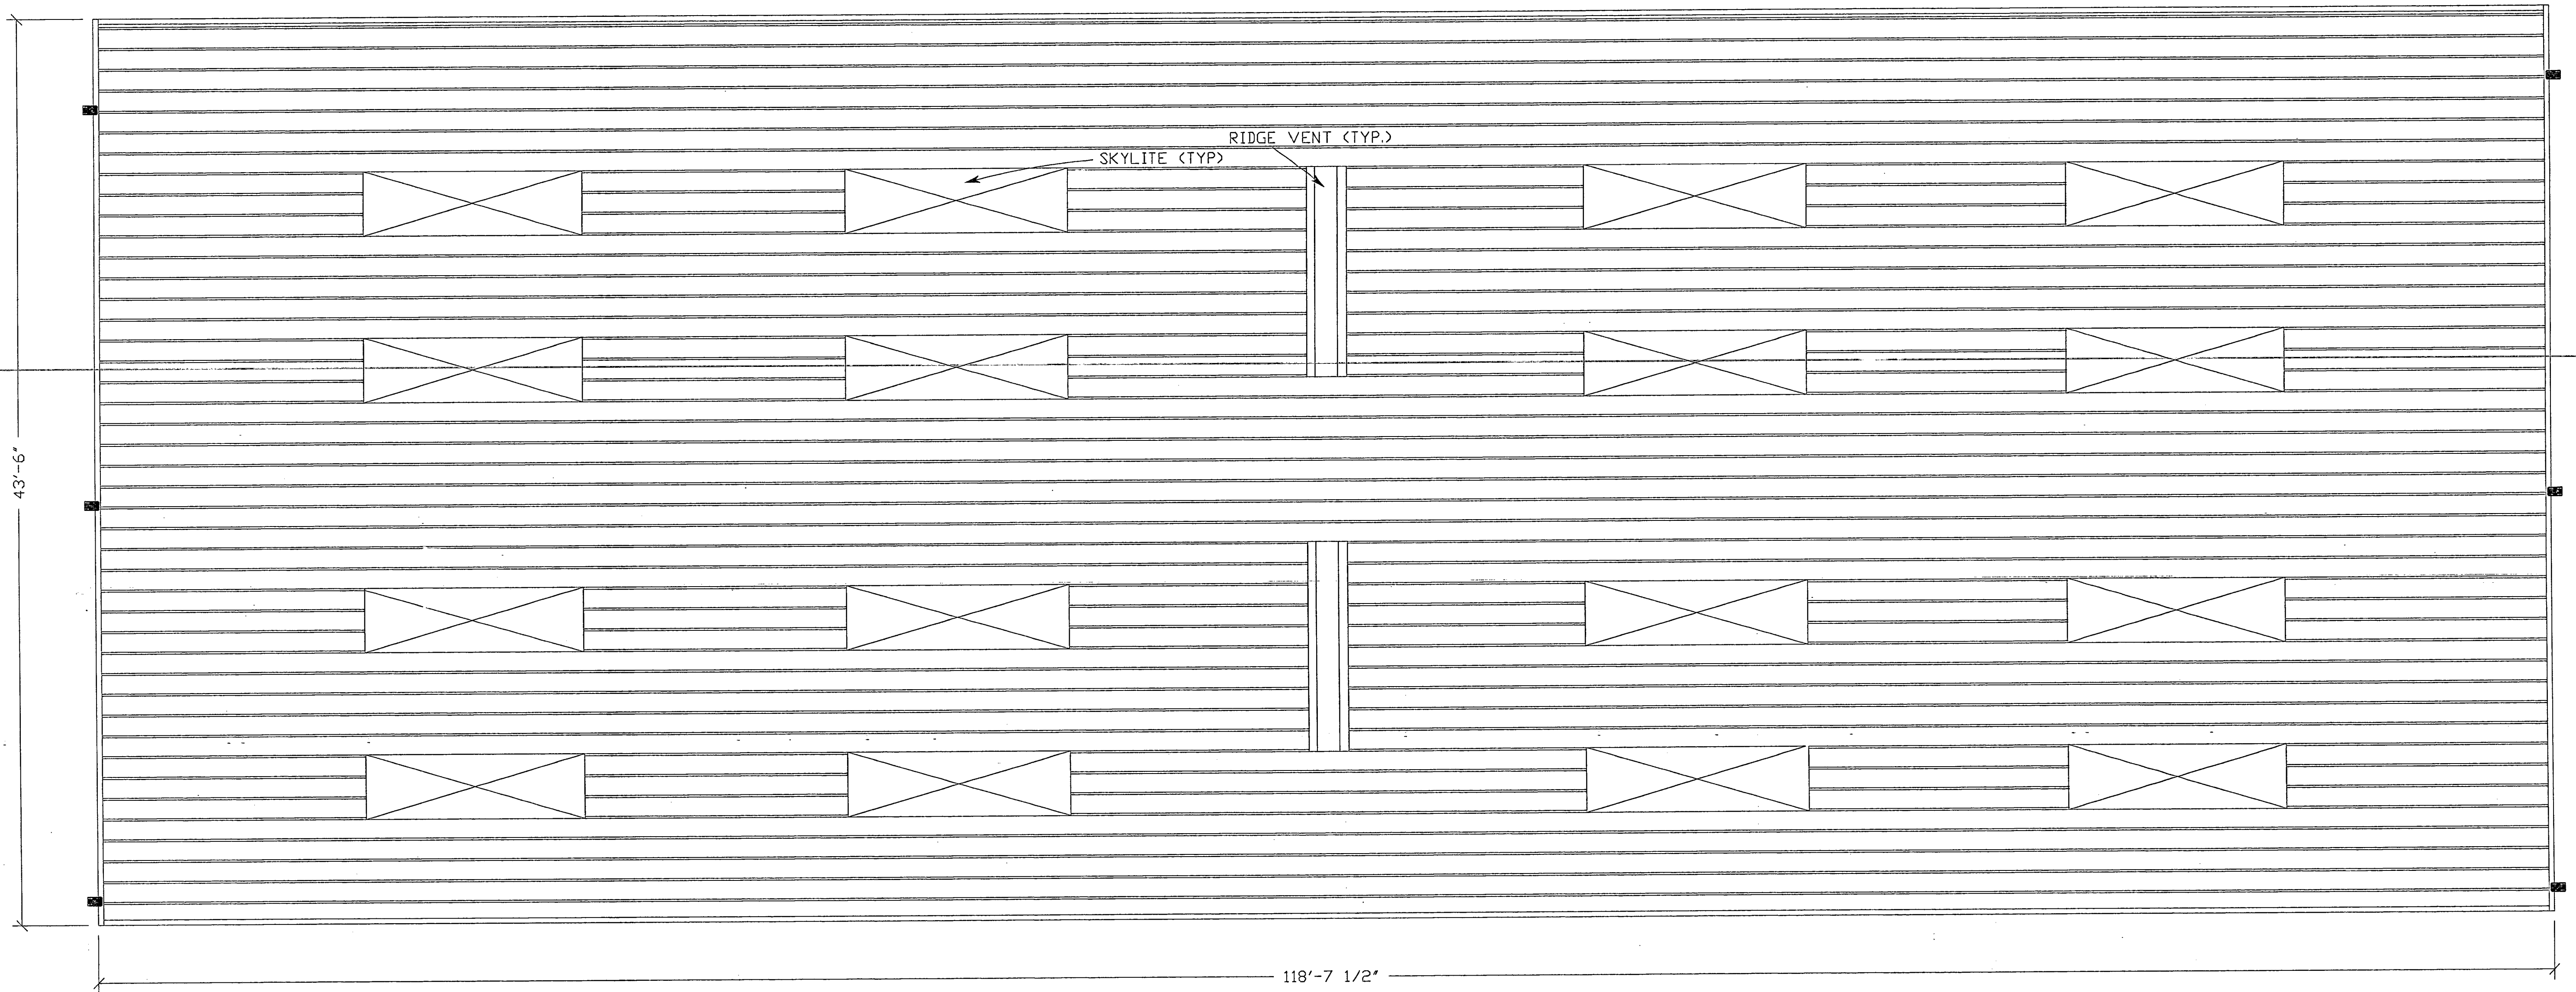 RIDGE VENT (TYP.)
SKYLITE (TYP)
43'-6"
118'-7 1/2"